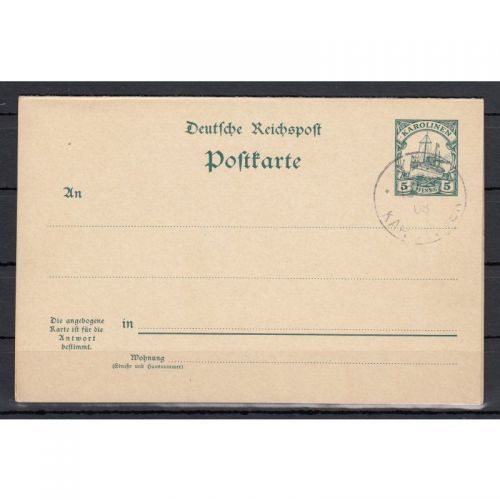 Deutsche Reichspost
Postkarte
KAROLINEN
5 PFENNIG 5
08
An
Die angebogene
Karte ist für die
Antwort
bestimmt.
in
Wohnung
(Straße und Hausnummer)